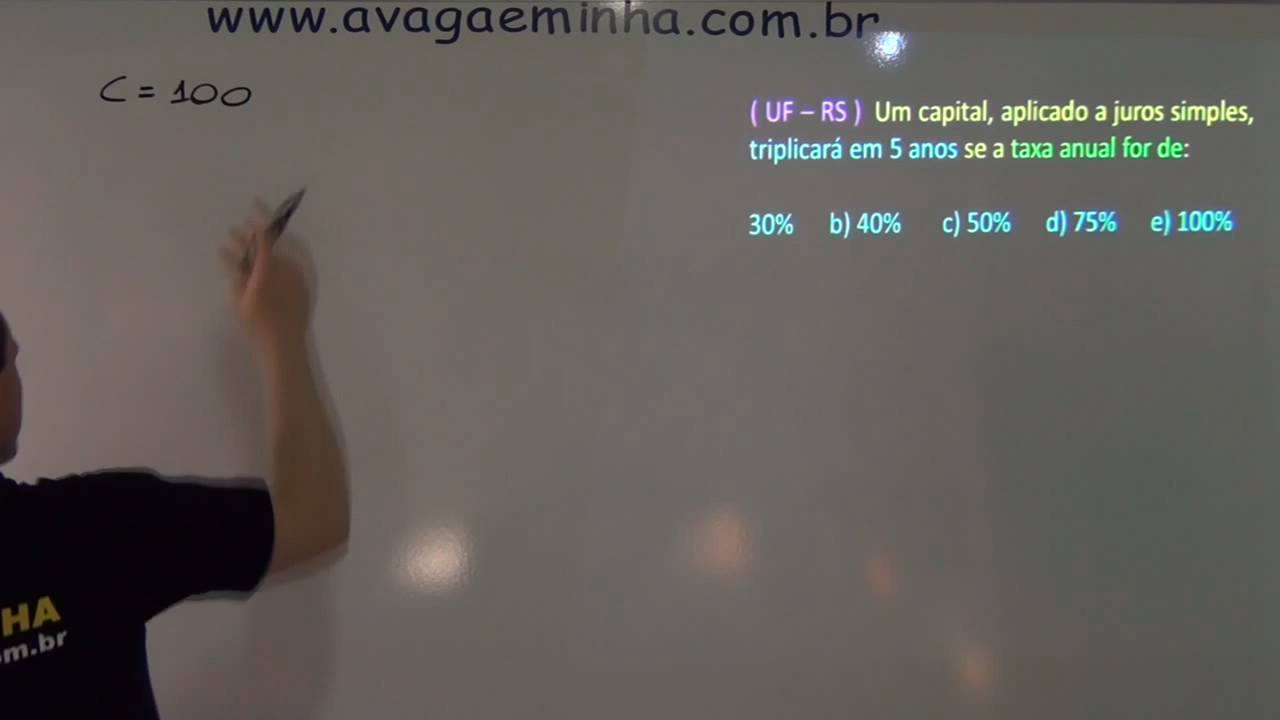 www.avagaeminha.com.br
C = 100
( UF – RS ) Um capital, aplicado a juros simples,
triplicará em 5 anos se a taxa anual for de:
30% b) 40% c) 50% d) 75% e) 100%
HA
om.br